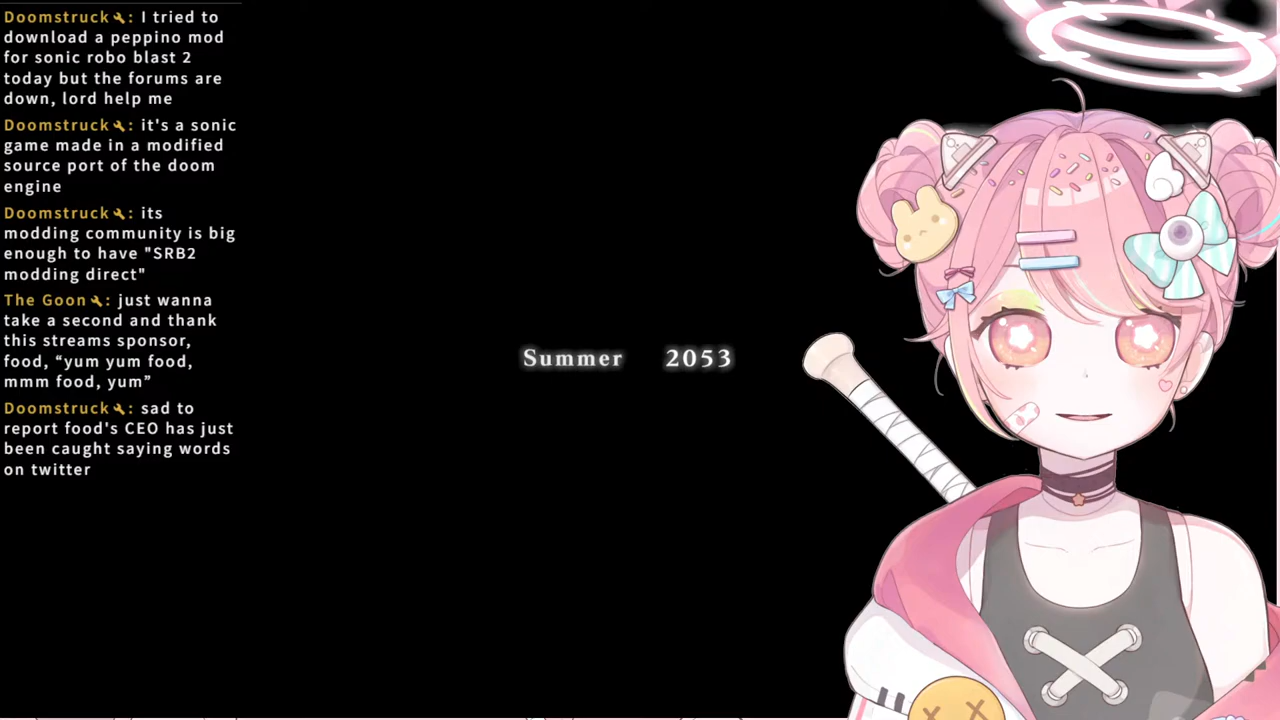 Doomstruck: I tried to
download a peppino mod
for sonic robo blast 2
today but the forums are
down, lord help me
Doomstruck: it's a sonic
game made in a modified
source port of the doom
engine
Doomstruck: its
modding community is big
enough to have "SRB2
modding direct"
The Goon: just wanna
take a second and thank
this streams sponsor,
food, “yum yum food,
mmm food, yum”
Doomstruck: sad to
report food's CEO has just
been caught saying words
on twitter
Summer 2053